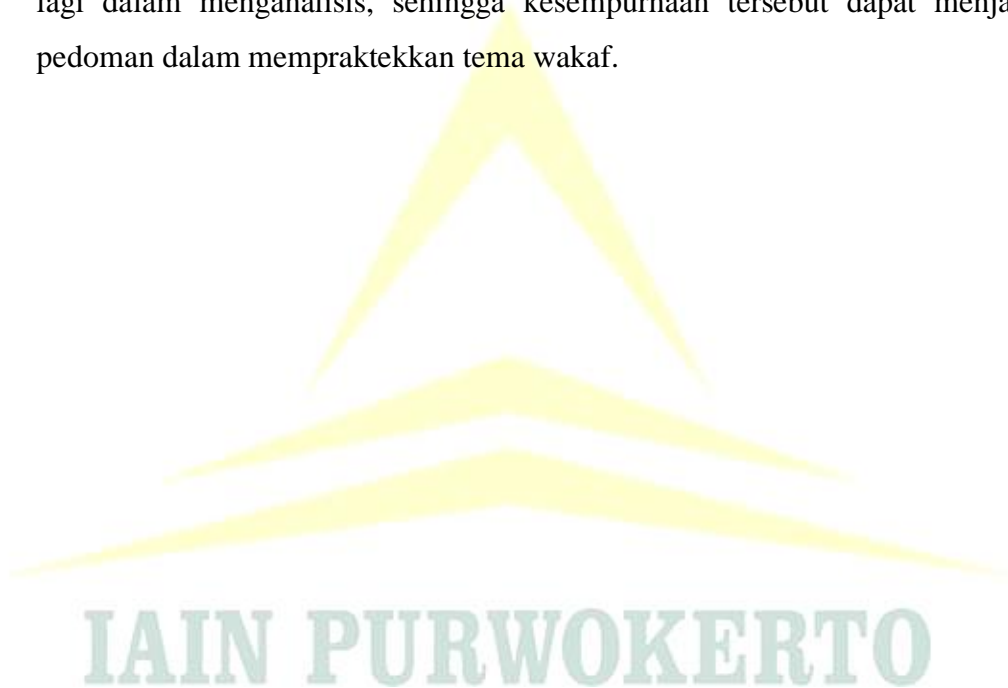 lagi dalam menganalisis, sehingga kesempurnaan tersebut dapat menja
pedoman dalam mempraktekkan tema wakaf.
IAIN PURWOKERTO